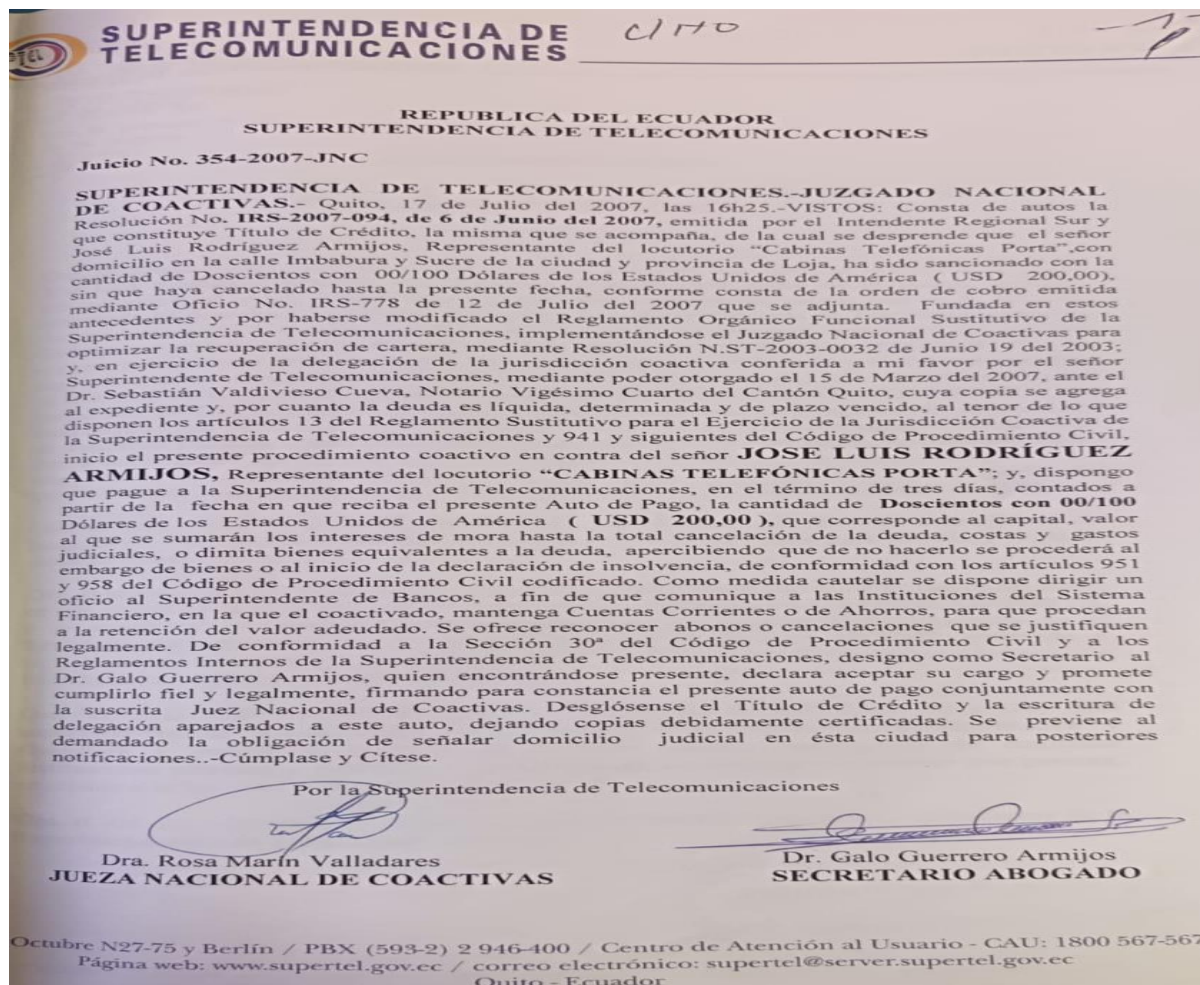 SUPERINTENDENCIA DE
TELECOMUNICACIONES
REPUBLICA DEL ECUADOR
SUPERINTENDENCIA DE TELECOMUNICACIONES
Juicio No. 354-2007-JNC
SUPERINTENDENCIA DE TELECOMUNICACIONES.-JUZGADO NACIONAL
DE COACTIVAS.- Quito, 17 de Julio del 2007, las 16h25.-VISTOS: Consta de autos la
Resolución No. IRS-2007-094, de 6 de Junio del 2007, emitida por el Intendente Regional Sur y
que constituye Título de Crédito, la misma que se acompaña, de la cual se desprende que el señor
José Luis Rodríguez Armijos, Representante del locutorio “Cabinas Telefónicas Porta”,con
domicilio en la calle Imbabura y Sucre de la ciudad y provincia de Loja, ha sido sancionado con la
cantidad de Doscientos con 00/100 Dólares de los Estados Unidos de América ( USD 200,00),
sin que haya cancelado hasta la presente fecha, conforme consta de la orden de cobro emitida
mediante Oficio No. IRS-778 de 12 de Julio del 2007 que se adjunta. Fundada en estos
antecedentes y por haberse modificado el Reglamento Orgánico Funcional Sustitutivo de la
Superintendencia de Telecomunicaciones, implementándose el Juzgado Nacional de Coactivas para
optimizar la recuperación de cartera, mediante Resolución N.ST-2003-0032 de Junio 19 del 2003;
y, en ejercicio de la delegación de la jurisdicción coactiva conferida a mi favor por el señor
Superintendente de Telecomunicaciones, mediante poder otorgado el 15 de Marzo del 2007, ante el
Dr. Sebastián Valdivieso Cueva, Notario Vigésimo Cuarto del Cantón Quito, cuya copia se agrega
al expediente y, por cuanto la deuda es líquida, determinada y de plazo vencido, al tenor de lo que
disponen los artículos 13 del Reglamento Sustitutivo para el Ejercicio de la Jurisdicción Coactiva de
la Superintendencia de Telecomunicaciones y 941 y siguientes del Código de Procedimiento Civil,
inicio el presente procedimiento coactivo en contra del señor JOSE LUIS RODRÍGUEZ
ARMIJOS, Representante del locutorio “CABINAS TELEFÓNICAS PORTA”; y, dispongo
que pague a la Superintendencia de Telecomunicaciones, en el término de tres días, contados a
partir de la fecha en que reciba el presente Auto de Pago, la cantidad de Doscientos con 00/100
Dólares de los Estados Unidos de América ( USD 200,00 ), que corresponde al capital, valor
al que se sumarán los intereses de mora hasta la total cancelación de la deuda, costas y gastos
judiciales, o dimita bienes equivalentes a la deuda, apercibiendo que de no hacerlo se procederá al
embargo de bienes o al inicio de la declaración de insolvencia, de conformidad con los artículos 951
y 958 del Código de Procedimiento Civil codificado. Como medida cautelar se dispone dirigir un
oficio al Superintendente de Bancos, a fin de que comunique a las Instituciones del Sistema
Financiero, en la que el coactivado, mantenga Cuentas Corrientes o de Ahorros, para que procedan
a la retención del valor adeudado. Se ofrece reconocer abonos o cancelaciones que se justifiquen
legalmente. De conformidad a la Sección 30ª del Código de Procedimiento Civil y a los
Reglamentos Internos de la Superintendencia de Telecomunicaciones, designo como Secretario al
Dr. Galo Guerrero Armijos, quien encontrándose presente, declara aceptar su cargo y promete
cumplirlo fiel y legalmente, firmando para constancia el presente auto de pago conjuntamente con
la suscrita Juez Nacional de Coactivas. Desglósense el Título de Crédito y la escritura de
delegación aparejados a este auto, dejando copias debidamente certificadas. Se previene al
demandado la obligación de señalar domicilio judicial en ésta ciudad para posteriores
notificaciones..-Cúmplase y Cítese.
Por la Superintendencia de Telecomunicaciones
Dra. Rosa Marín Valladares
JUEZA NACIONAL DE COACTIVAS
Dr. Galo Guerrero Armijos
SECRETARIO ABOGADO
Octubre N27-75 y Berlín / PBX (593-2) 2 946-400 / Centro de Atención al Usuario - CAU: 1800 567-567
Página web: www.supertel.gov.ec / correo electrónico: supertel@server.supertel.gov.ec
Quito - Ecuador